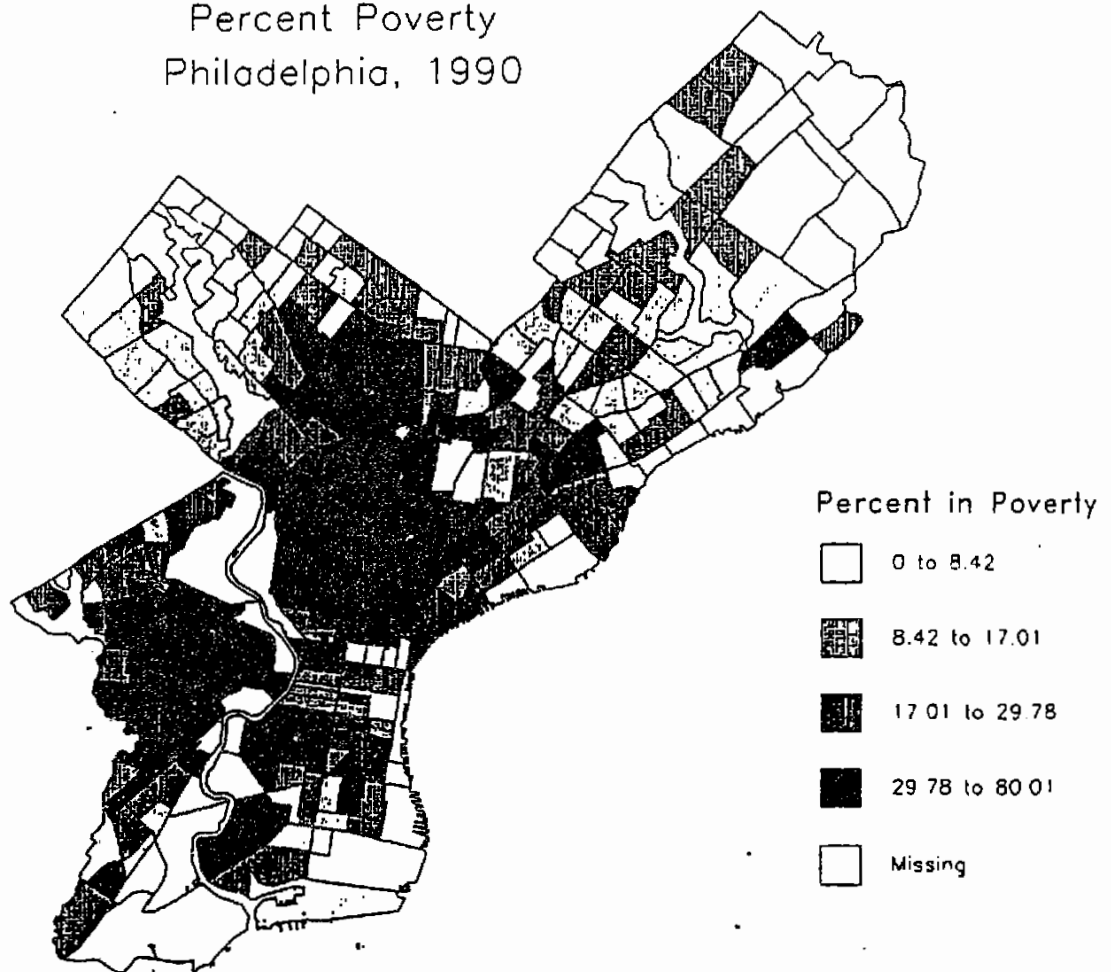 Percent Poverty
Philadelphia, 1990
Percent in Poverty
0 to 8.42
8.42 to 17.01
17 01 to 29.78
29 78 to 80 01
Missing